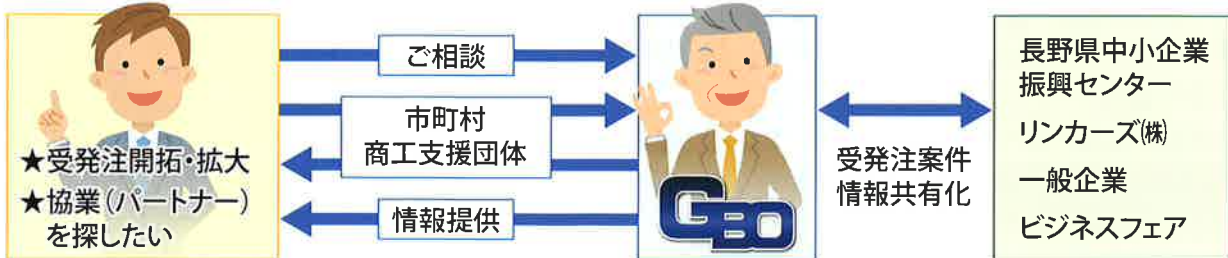 ★受発注開拓・拡大
★協業(パートナー)
を探したい
ご相談
市町村
商工支援団体
情報提供
GBO
受発注案件
情報共有化
長野県中小企業
振興センター
リンカーズ㈱
一般企業
ビジネスフェア